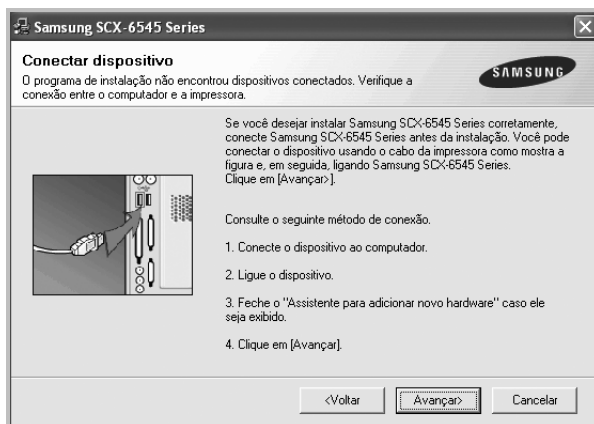 Samsung SCX-6545 Series
Conectar dispositivo
O programa de instalação não encontrou dispositivos conectados. Verifique a
conexão entre o computador e a impressora.
SAMSUNG
Se você desejar instalar Samsung SCX-6545 Series corretamente,
conecte Samsung SCX-6545 Series antes da instalação. Você pode
conectar o dispositivo usando o cabo da impressora como mostra a
figura e, em seguida, ligando Samsung SCX-6545 Series.
Clique em [Avançar>].
Consulte o seguinte método de conexão.
1. Conecte o dispositivo ao computador.
2. Ligue o dispositivo.
3. Feche o "Assistente para adicionar novo hardware" caso ele
seja exibido.
4. Clique em [Avançar].
<Voltar
Avançar>
Cancelar